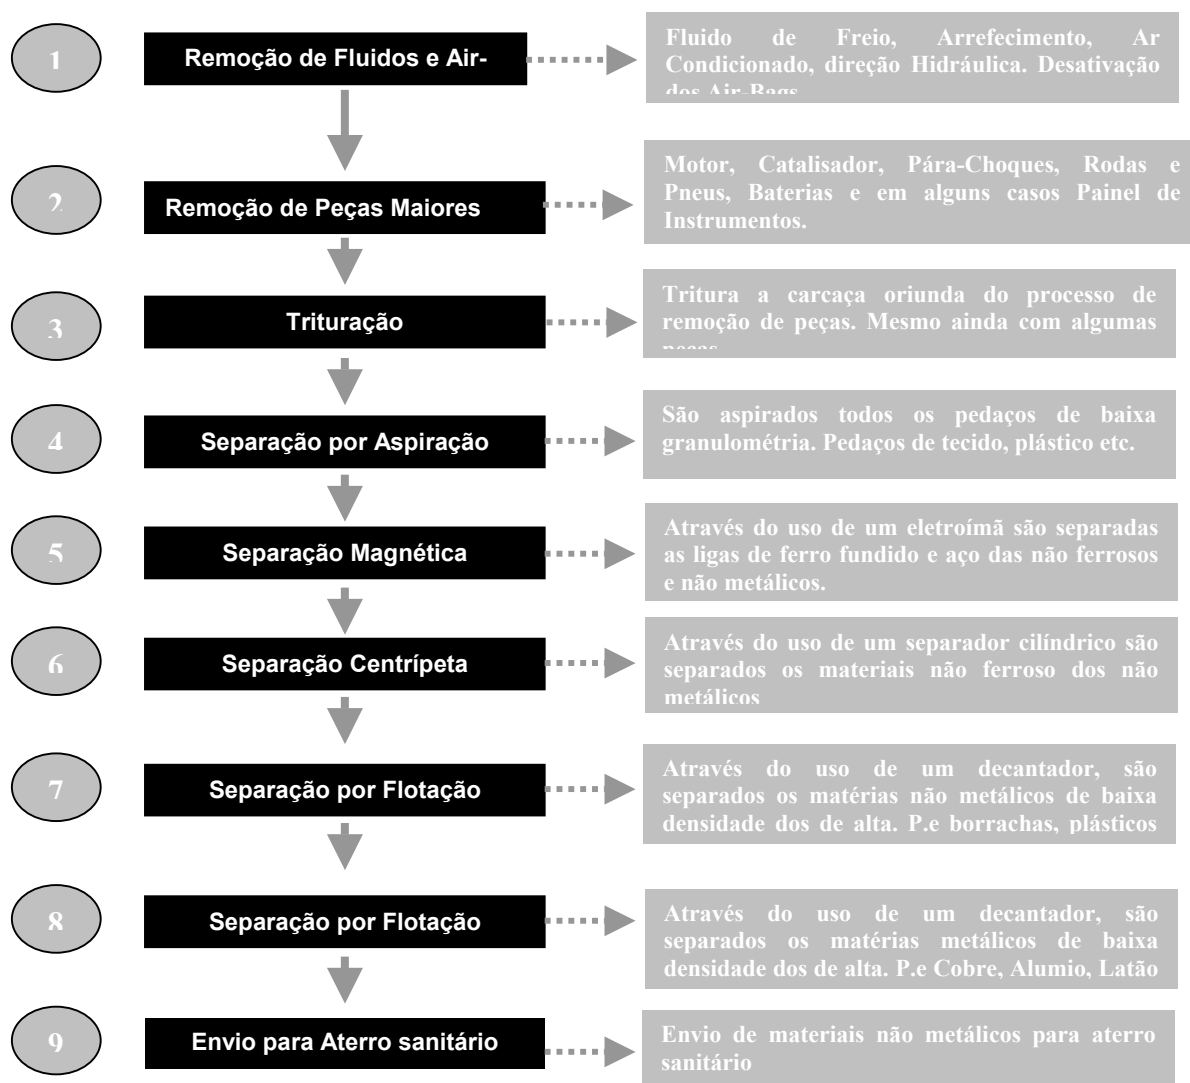 1
Remoção de Fluidos e Air-
Fluido de Freio, Arrefecimento, Ar
Condicionado, direção Hidráulica. Desativação
dos Air-Bags
2
Remoção de Peças Maiores
Motor, Catalisador, Pára-Choques, Rodas e
Pneus, Baterias e em alguns casos Painel de
Instrumentos.
3
Trituração
Tritura a carcaça oriunda do processo de
remoção de peças. Mesmo ainda com algumas
peças
4
Separação por Aspiração
São aspirados todos os pedaços de baixa
granulométria. Pedaços de tecido, plástico etc.
5
Separação Magnética
Através do uso de um eletroímã são separadas
as ligas de ferro fundido e aço das não ferrosos
e não metálicos.
6
Separação Centrípeta
Através do uso de um separador cilíndrico são
separados os materiais não ferroso dos não
metálicos
7
Separação por Flotação
Através do uso de um decantador, são
separados os matérias não metálicos de baixa
densidade dos de alta. P.e borrachas, plásticos
8
Separação por Flotação
Através do uso de um decantador, são
separados os matérias metálicos de baixa
densidade dos de alta. P.e Cobre, Alumio, Latão
9
Envio para Aterro sanitário
Envio de materiais não metálicos para aterro
sanitário